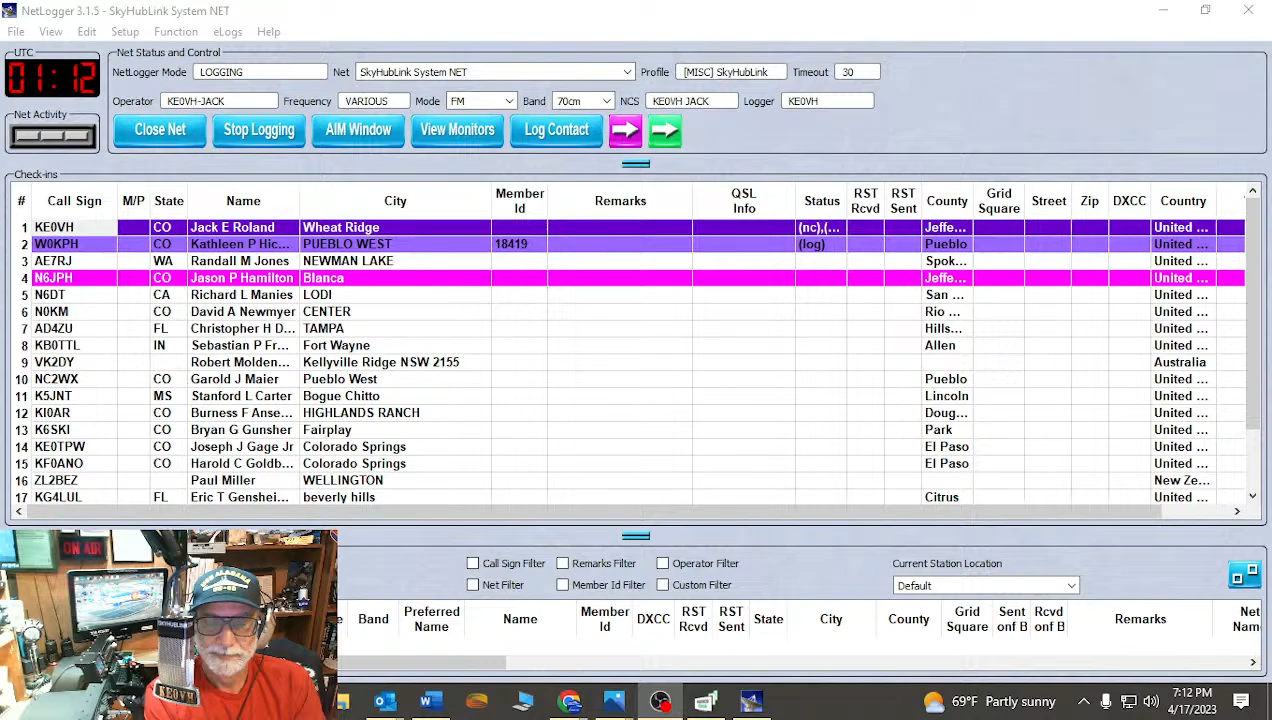 NetLogger 3.1.5 - SkyHubLink System NET
File View Edit Setup Function eLogs Help
UTC
01:12
Net Activity
Net Status and Control
NetLogger Mode LOGGING Net SkyHubLink System NET Profile [MISC] SkyHubLink Timeout 30
Operator KE0VH-JACK Frequency VARIOUS Mode FM Band 70cm NCS KE0VH JACK Logger KE0VH
Close Net Stop Logging AIM Window View Monitors Log Contact
Check-ins
# Call Sign M/P State Name City Member Id Remarks QSL Info Status RST Rcvd RST Sent County Grid Square Street Zip DXCC Country
1 KE0VH CO Jack E Roland Wheat Ridge (nc),(... Jeffe... United ...
2 W0KPH CO Kathleen P Hic... PUEBLO WEST 18419 (log) Pueblo United ...
3 AE7RJ WA Randall M Jones NEWMAN LAKE Spok... United ...
4 N6JPH CO Jason P Hamilton Blanca Jeffe... United ...
5 N6DT CA Richard L Manies LODI San ... United ...
6 N0KM CO David A Newmyer CENTER Rio ... United ...
7 AD4ZU FL Christopher H D... TAMPA Hills... United ...
8 KB0TTL IN Sebastian P Fr... Fort Wayne Allen United ...
9 VK2DY Robert Molden... Kellyville Ridge NSW 2155 Australia
10 NC2WX CO Garold J Maier Pueblo West Pueblo United ...
11 K5JNT MS Stanford L Carter Bogue Chitto Lincoln United ...
12 KI0AR CO Burness F Anse... HIGHLANDS RANCH Doug... United ...
13 K6SKI CO Bryan G Gunsher Fairplay Park United ...
14 KE0TPW CO Joseph J Gage Jr Colorado Springs El Paso United ...
15 KF0ANO CO Harold C Goldb... Colorado Springs El Paso United ...
16 ZL2BEZ Paul Miller WELLINGTON New Ze...
17 KG4LUL FL Eric T Genshei... beverly hills Citrus United ...
Call Sign Filter Remarks Filter Operator Filter
Net Filter Member Id Filter Custom Filter
Current Station Location
Default
Band Preferred Name Name Member Id DXCC RST Rcvd RST Sent State City County Grid Square Sent onf B Rcvd onf B Remarks Net Name
ON AIR
SKYHUBLINK
KE0VH
69°F Partly sunny
7:12 PM
4/17/2023